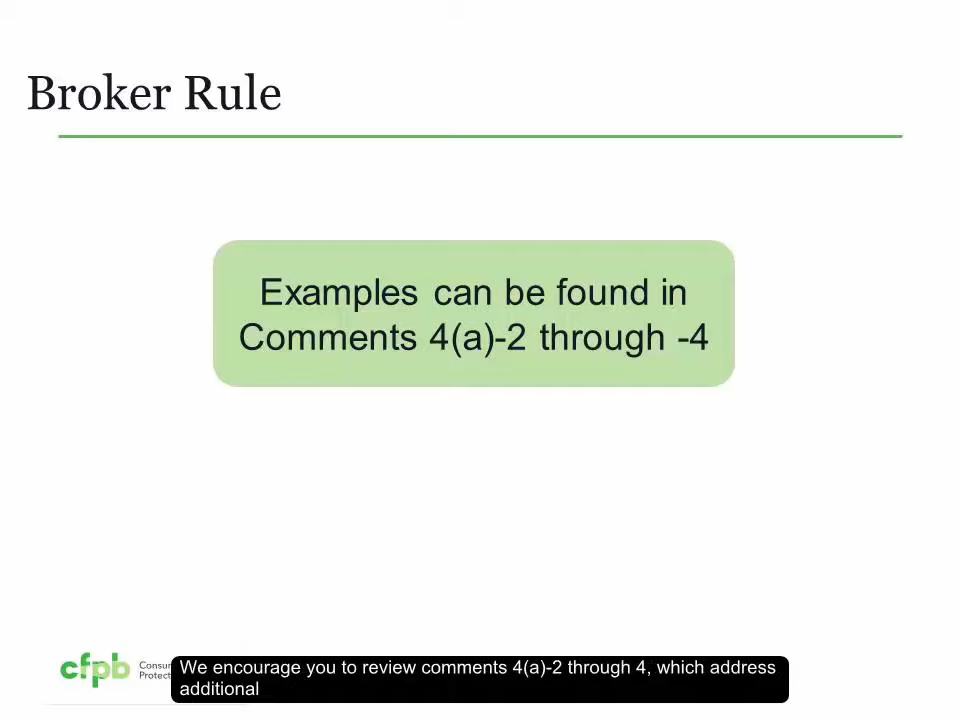 Broker Rule
Examples can be found in
Comments 4(a)-2 through -4
cfpb
We encourage you to review comments 4(a)-2 through 4, which address
additional